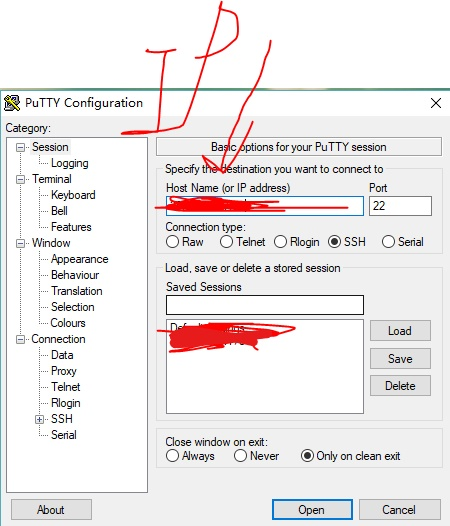 IP
PuTTY Configuration
Category:
Session
Logging
Terminal
Keyboard
Bell
Features
Window
Appearance
Behaviour
Translation
Selection
Colours
Connection
Data
Proxy
Telnet
Rlogin
SSH
Serial
Basic options for your PuTTY session
Specify the destination you want to connect to
Host Name (or IP address)
Port
22
Connection type:
Raw
Telnet
Rlogin
SSH
Serial
Load, save or delete a stored session
Saved Sessions
Load
Save
Delete
Close window on exit:
Always
Never
Only on clean exit
About
Open
Cancel